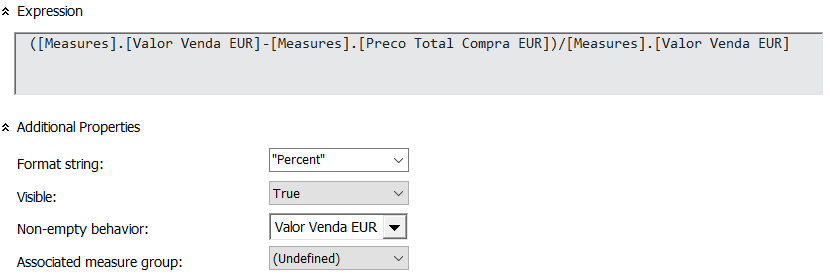 Expression
([Measures].[Valor Venda EUR]-[Measures].[Preco Total Compra EUR])/[Measures].[Valor Venda EUR]
Additional Properties
Format string: "Percent"
Visible: True
Non-empty behavior: Valor Venda EUR
Associated measure group: (Undefined)